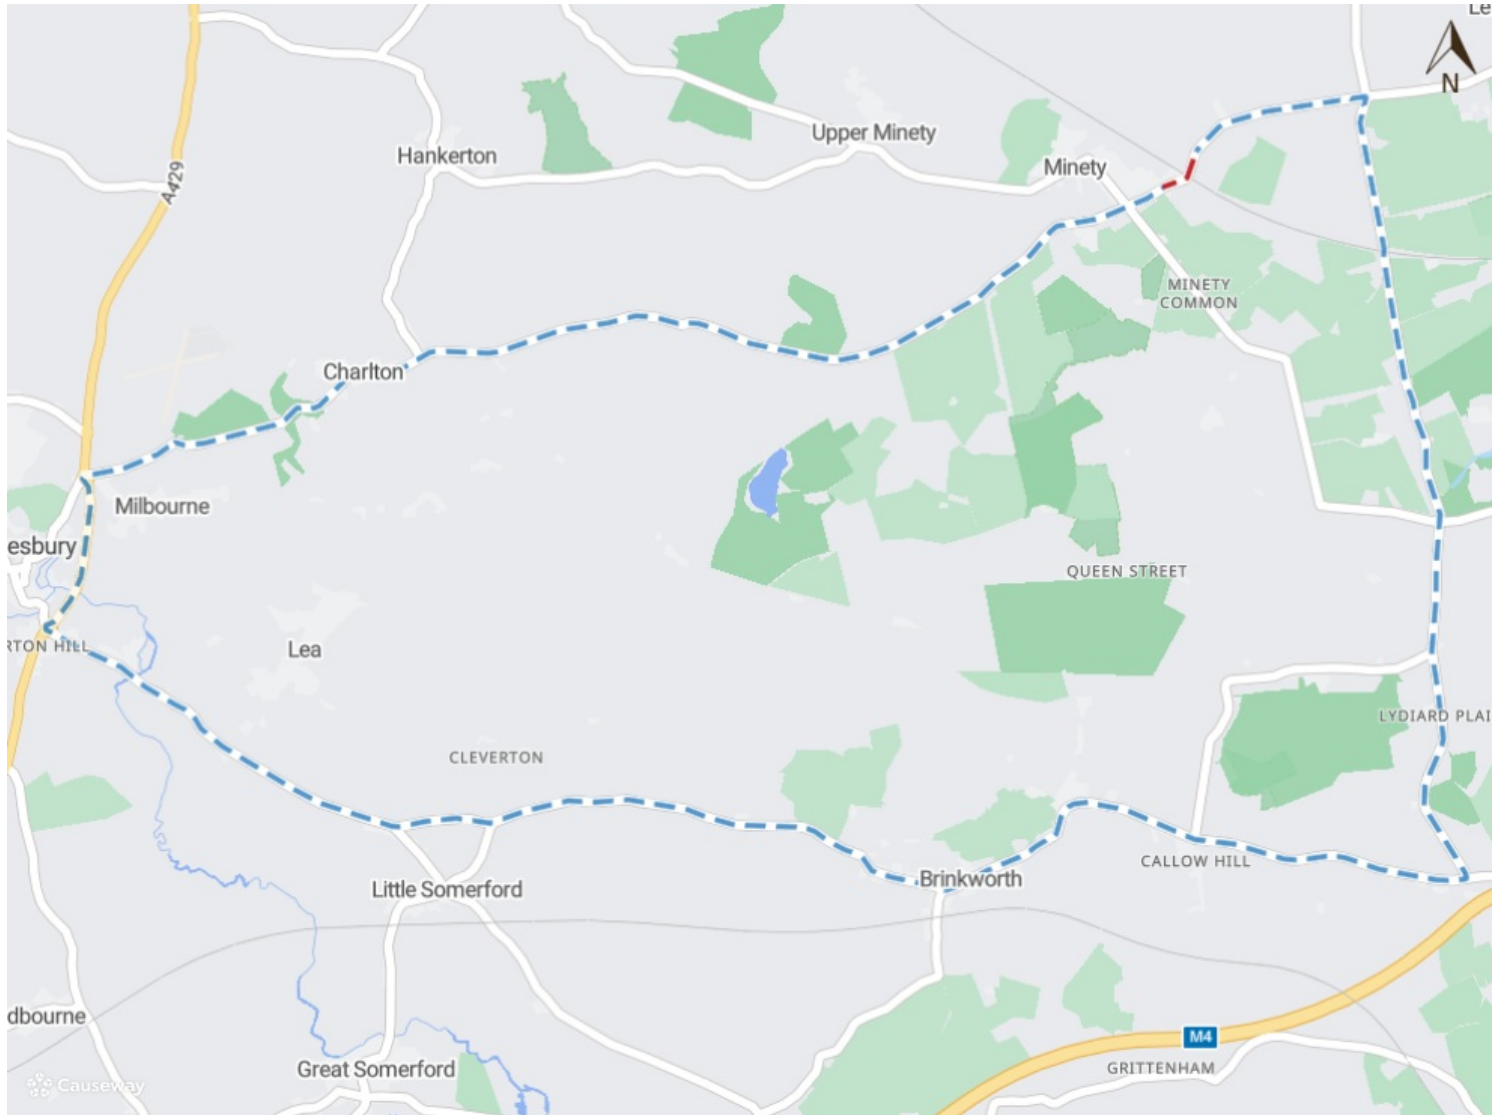 Le
N
A429
Upper Minety
Hankerton
Minety
MINETY
COMMON
Charlton
Milbourne
esbury
QUEEN STREET
RTON HILL
Lea
LYDIARD PLAI
CLEVERTON
CALLOW HILL
Brinkworth
Little Somerford
dbourne
M4
Great Somerford
GRITTENHAM
Causeway